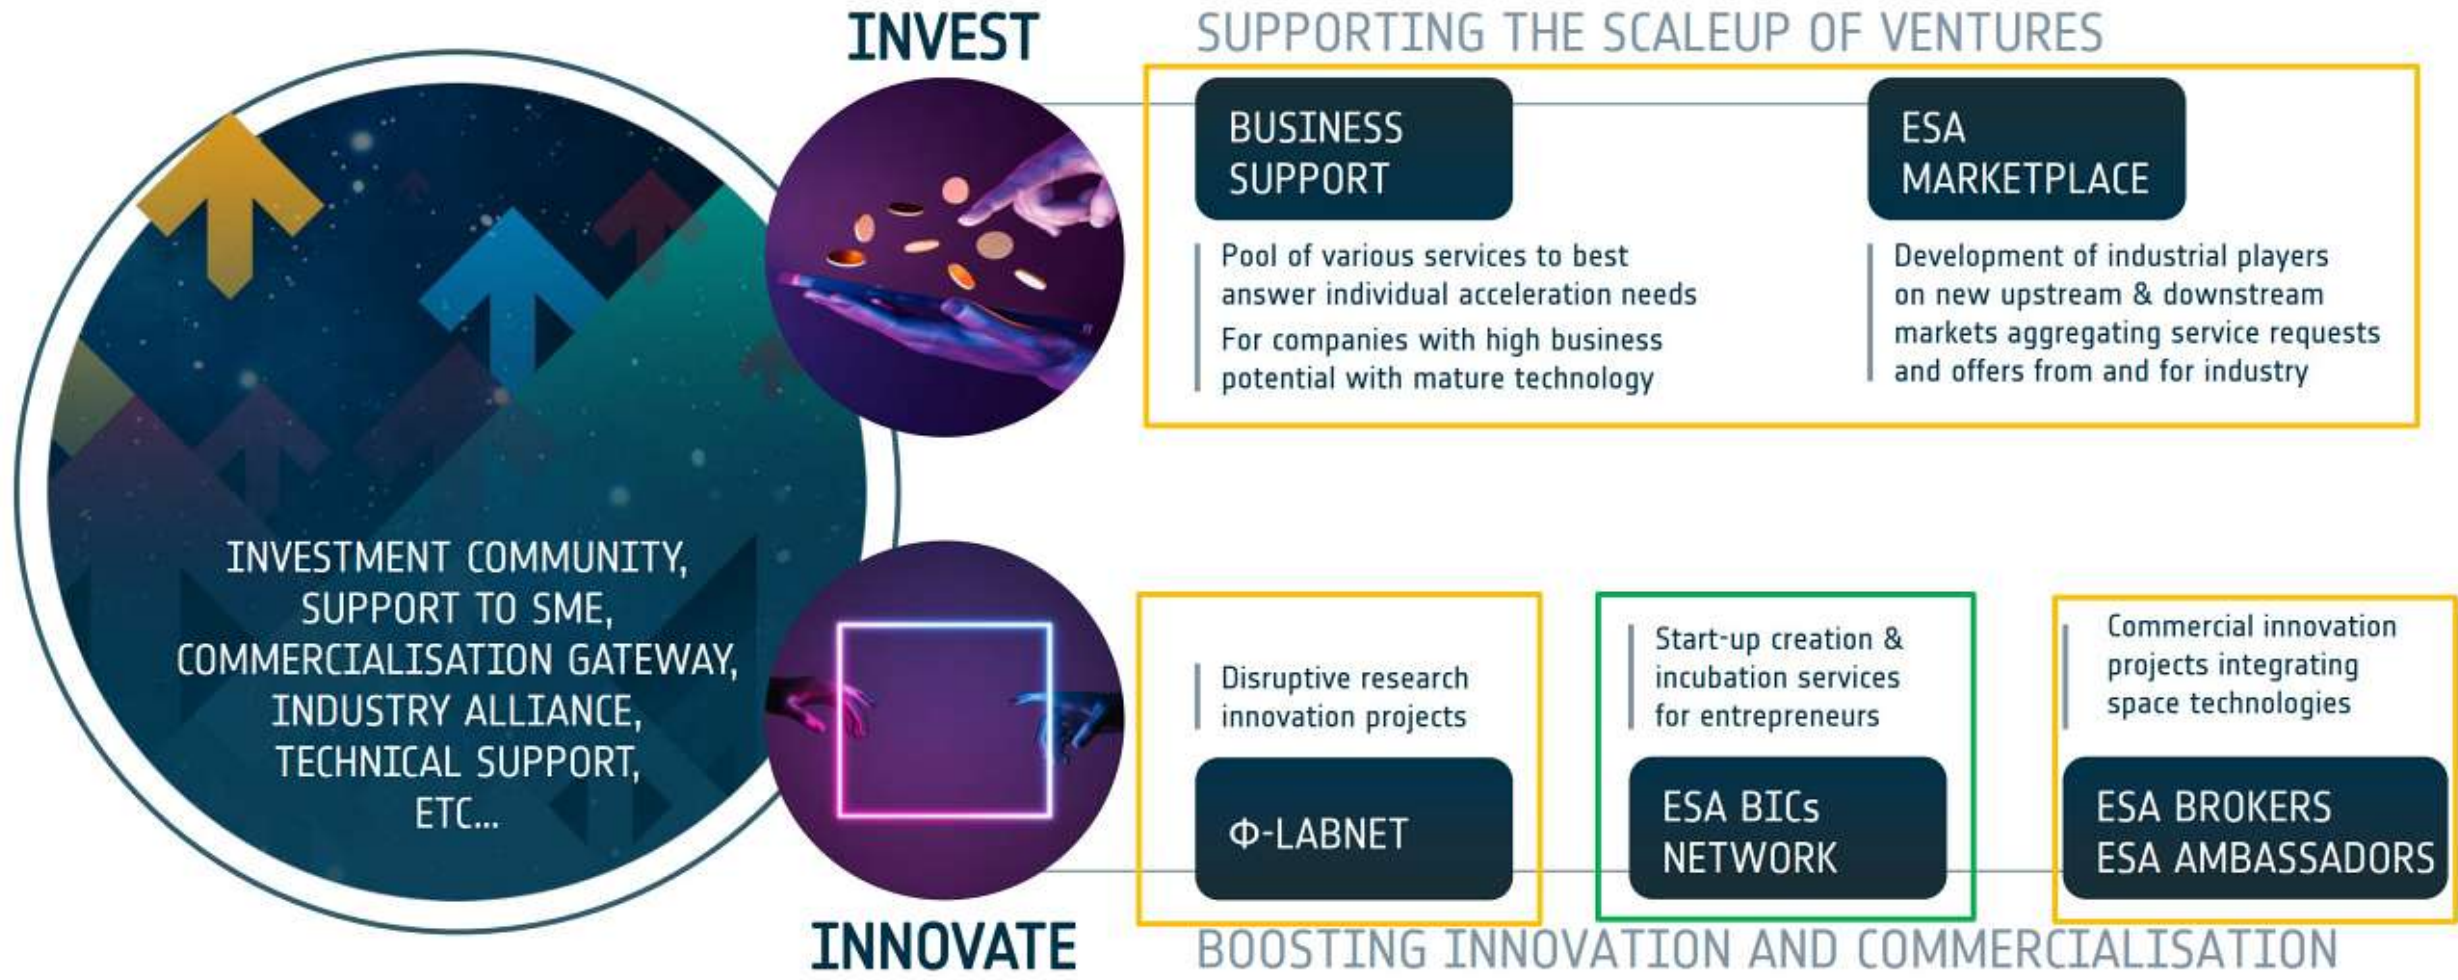 INVEST
SUPPORTING THE SCALEUP OF VENTURES
BUSINESS
SUPPORT
Pool of various services to best
answer individual acceleration needs
For companies with high business
potential with mature technology
ESA
MARKETPLACE
Development of industrial players
on new upstream & downstream
markets aggregating service requests
and offers from and for industry
INVESTMENT COMMUNITY,
SUPPORT TO SME,
COMMERCIALISATION GATEWAY,
INDUSTRY ALLIANCE,
TECHNICAL SUPPORT,
ETC...
Disruptive research
innovation projects
Φ-LABNET
Start-up creation &
incubation services
for entrepreneurs
ESA BICs
NETWORK
Commercial innovation
projects integrating
space technologies
ESA BROKERS
ESA AMBASSADORS
INNOVATE
BOOSTING INNOVATION AND COMMERCIALISATION